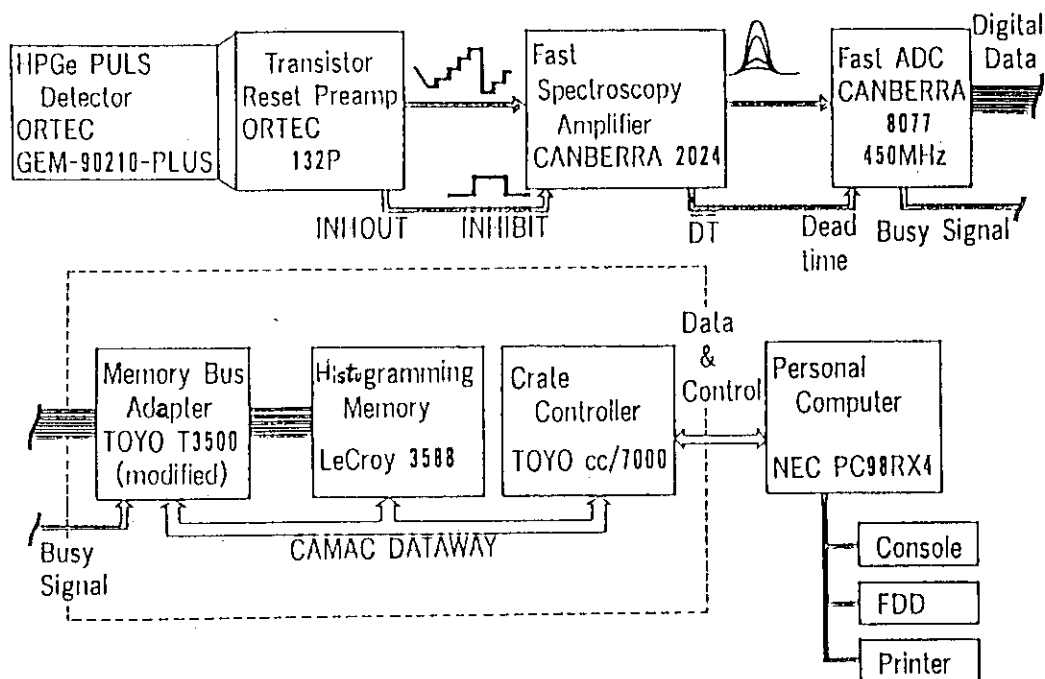 HPGe PULS
Detector
ORTEC
GEM-90210-PLUS
Transistor
Reset Preamp
ORTEC
132P
Fast
Spectroscopy
Amplifier
CANBERRA 2024
Fast ADC
CANBERRA
8077
450MHz
Digital
Data
INHOUT
INHIBIT
DT
Dead
time
Busy Signal
Memory Bus
Adapter
TOYO T3500
(modified)
Histogramming
Memory
LeCroy 3588
Crate
Controller
TOYO cc/7000
Data
&
Control
Personal
Computer
NEC PC98RX4
Busy
Signal
CAMAC DATAWAY
Console
FDD
Printer